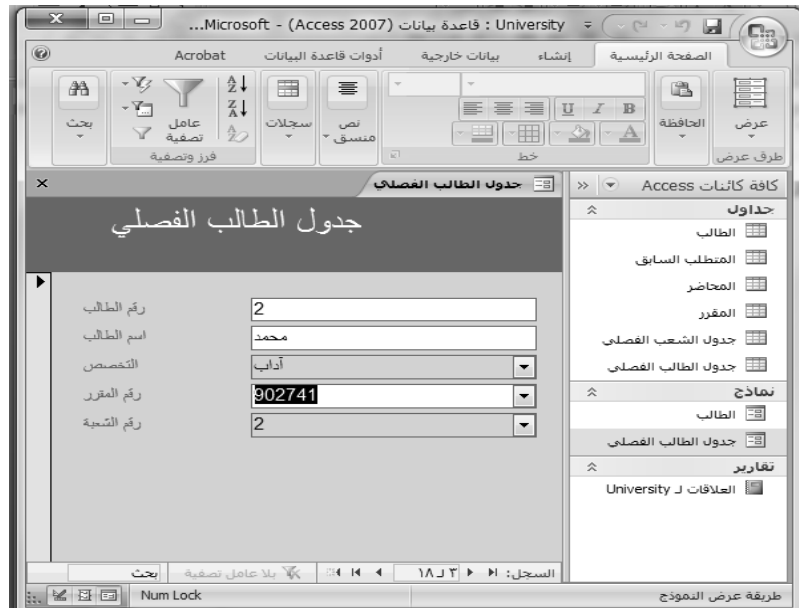 University : قاعدة بيانات (Access 2007) - Microsoft...
الصفحة الرئيسية إنشاء بيانات خارجية أدوات قاعدة البيانات Acrobat
عرض
طرق عرض
الحافظة
B I U
A
خط
نص منسق
سجلات
عامل تصفية
فرز وتصفية
بحث
كافة كائنات Access
جداول
الطالب
المتطلب السابق
المحاضر
المقرر
جدول الشعب الفصلي
جدول الطالب الفصلي
نماذج
الطالب
جدول الطالب الفصلي
تقارير
العلاقات لـ University
جدول الطالب الفصلي
جدول الطالب الفصلي
رقم الطالب 2
اسم الطالب محمد
التخصص آداب
رقم المقرر 902741
رقم الشعبة 2
السجل: ٣ لـ ١٨ بلا عامل تصفية بحث
طريقة عرض النموذج Num Lock